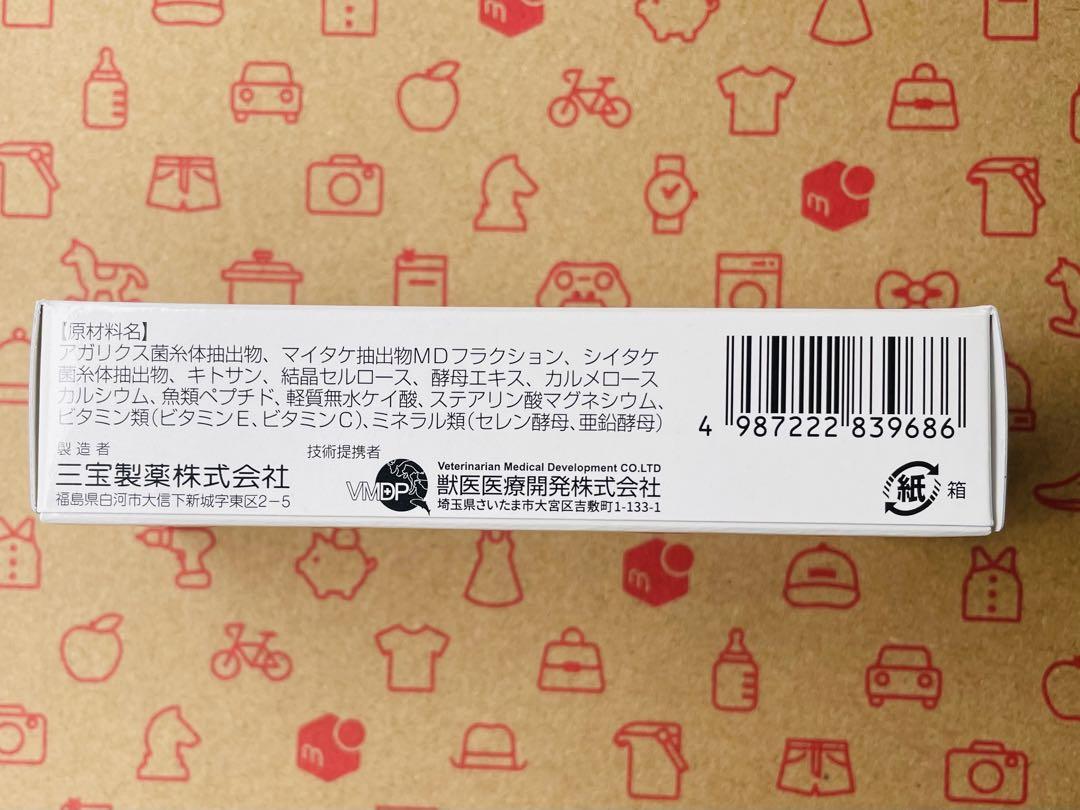 【原材料名】
アガリクス菌糸体抽出物、マイタケ抽出物MDフラクション、シイタケ
菌糸体抽出物、キトサン、結晶セルロース、酵母エキス、カルメロース
カルシウム、魚類ペプチド、軽質無水ケイ酸、ステアリン酸マグネシウム、
ビタミン類(ビタミンE、ビタミンC)、ミネラル類(セレン酵母、亜鉛酵母)
製造者
三宝製薬株式会社
福島県白河市大信下新城字東区2-5
技術提携者
VMDP
Veterinarian Medical Development CO.LTD
獣医医療開発株式会社
埼玉県さいたま市大宮区吉敷町1-133-1
4 987222 839686
紙 箱
m
m
m
m